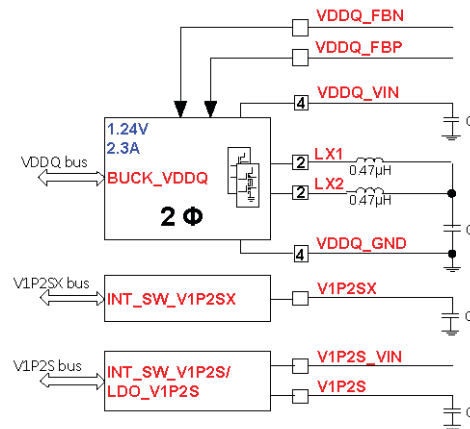 VDDQ_FBN
VDDQ_FBP
VDDQ_VIN
4
1.24V
2.3A
VDDQ bus
BUCK_VDDQ
2 Φ
2
LX1
0.47µH
2
LX2
0.47µH
4
VDDQ_GND
V1P2SX bus
INT_SW_V1P2SX
V1P2SX
V1P2S bus
INT_SW_V1P2S/
LDO_V1P2S
V1P2S_VIN
V1P2S